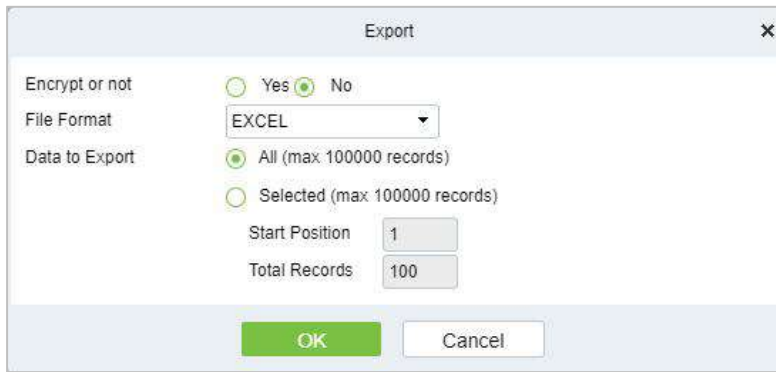 Export
Encrypt or not Yes No
File Format EXCEL
Data to Export All (max 100000 records)
Selected (max 100000 records)
Start Position 1
Total Records 100
OK Cancel